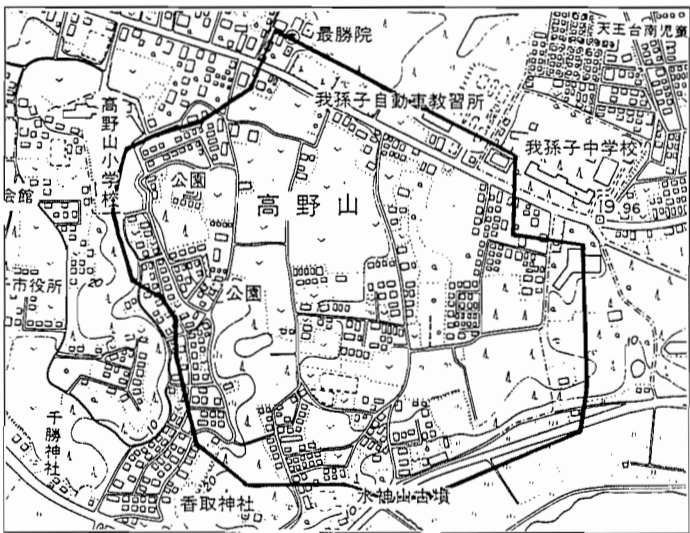 最勝院
天王台南児童
我孫子自動車教習所
我孫子中学校
高野山小学校
19.96
公園
高野山
会館
公園
市役所
20
10
10
千勝神社
20
香取神社
水神山古墳